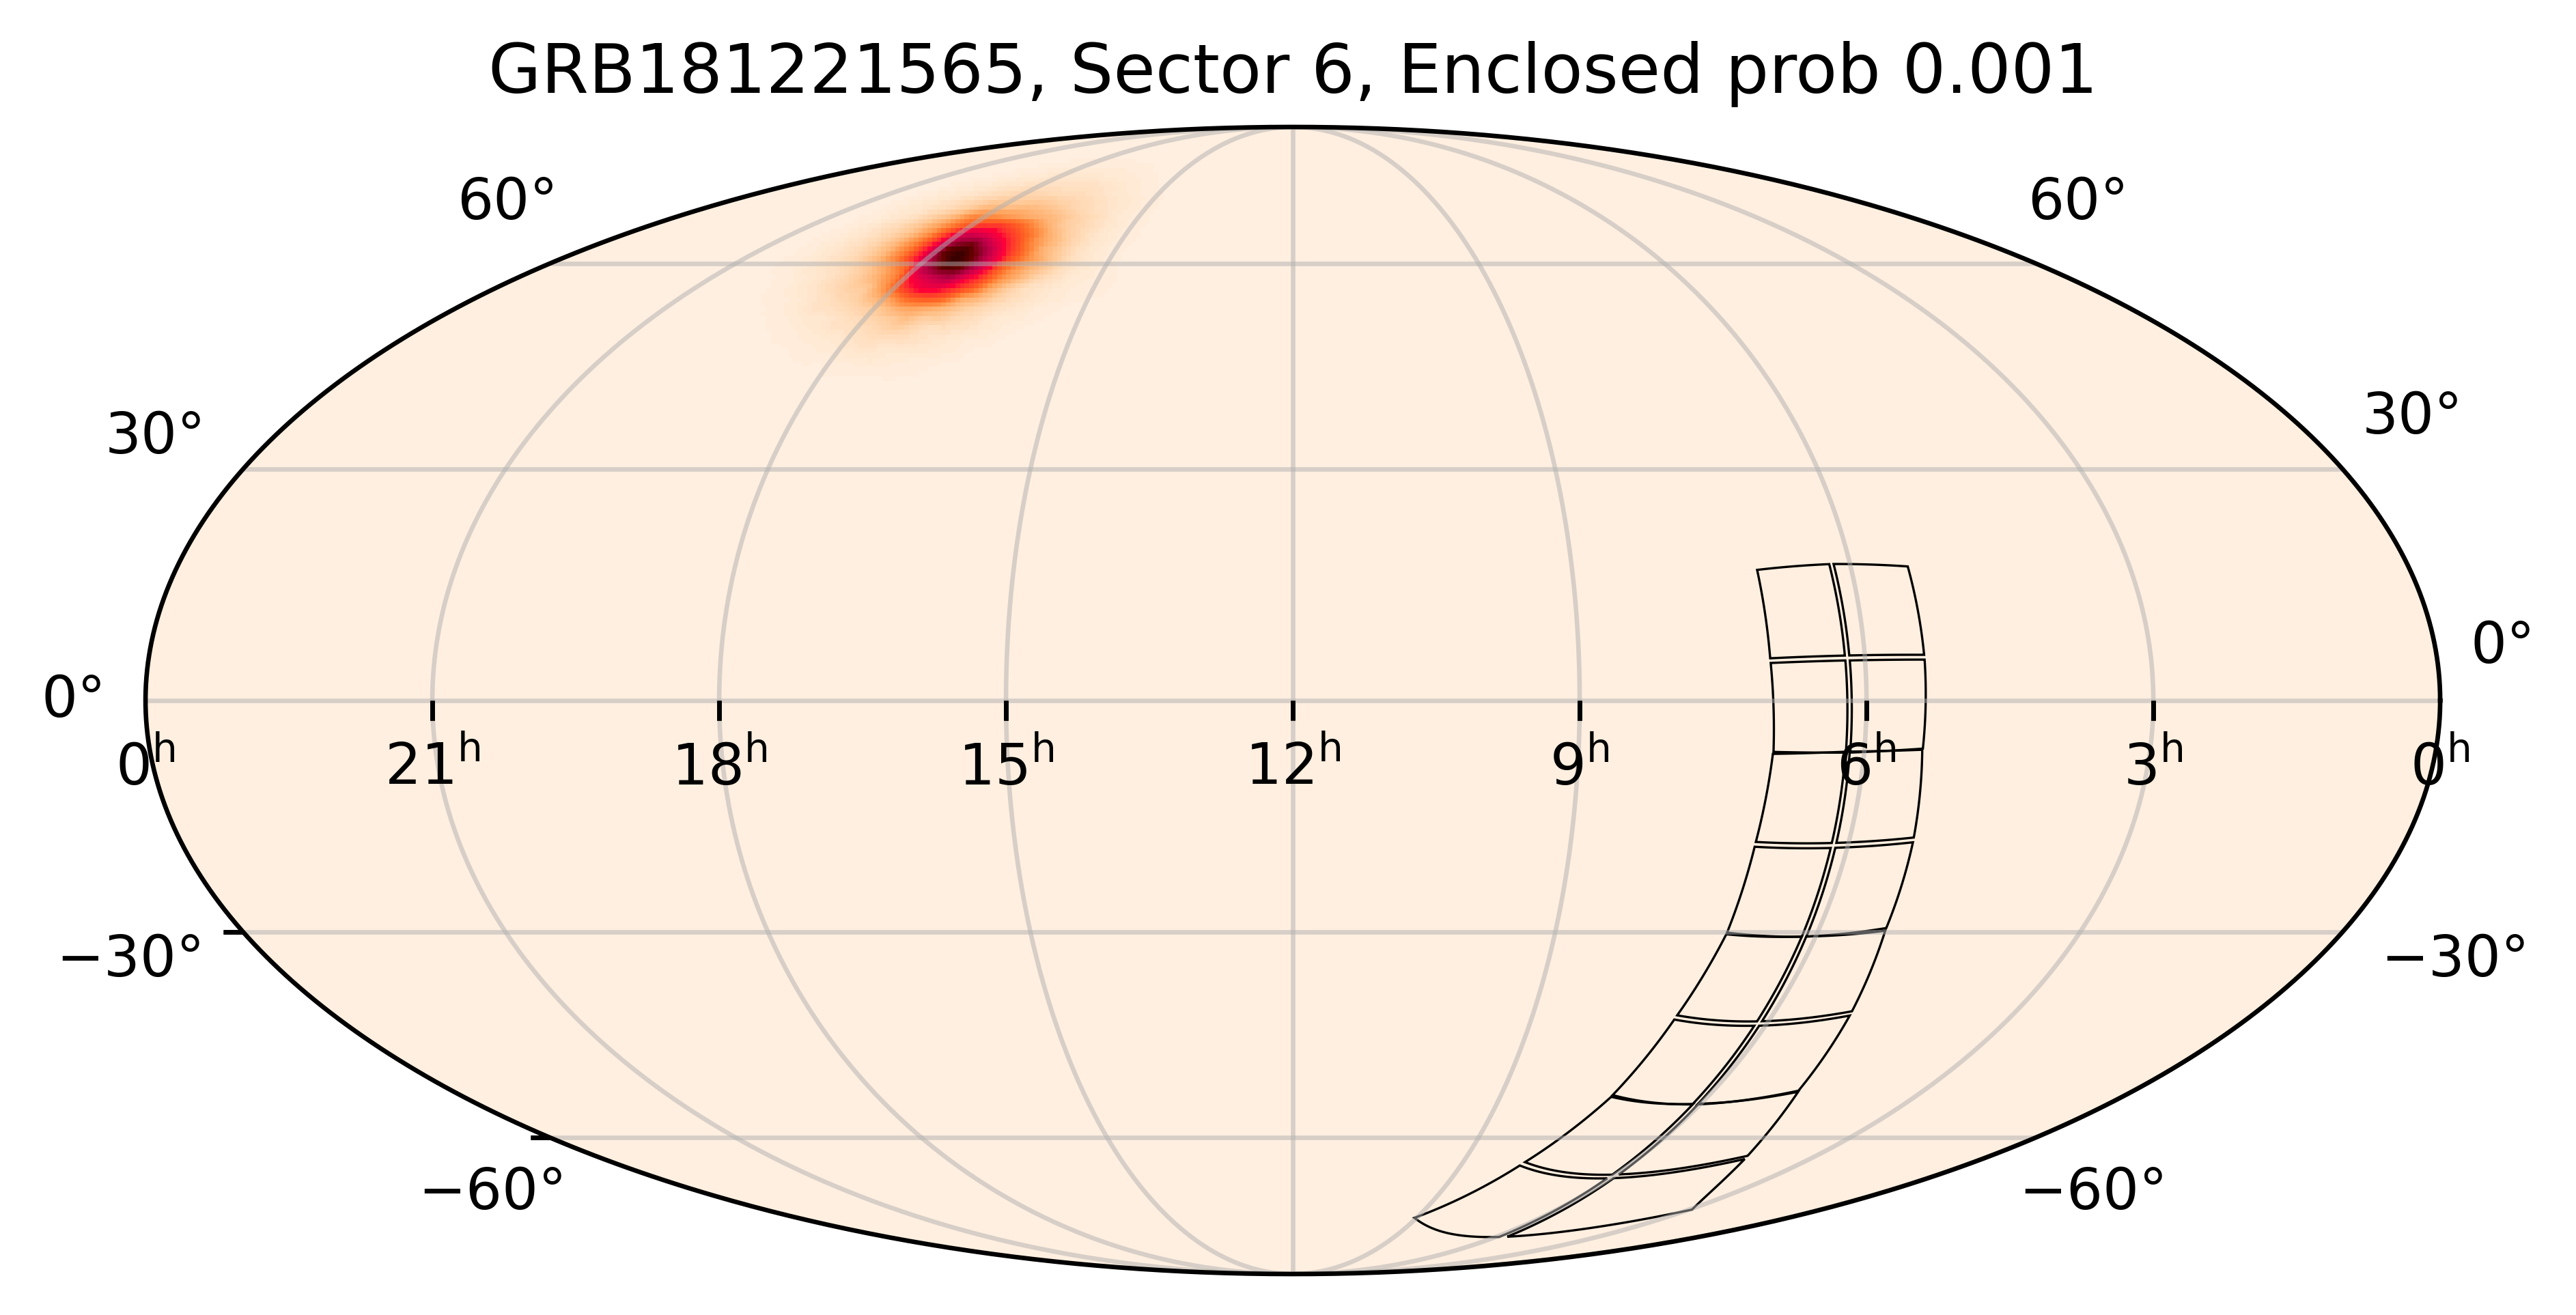 GRB181221565, Sector 6, Enclosed prob 0.001
60° 60°
30° 30°
0° 0°
0ʰ 21ʰ 18ʰ 15ʰ 12ʰ 9ʰ 6ʰ 3ʰ 0ʰ
−30° −30°
−60° −60°